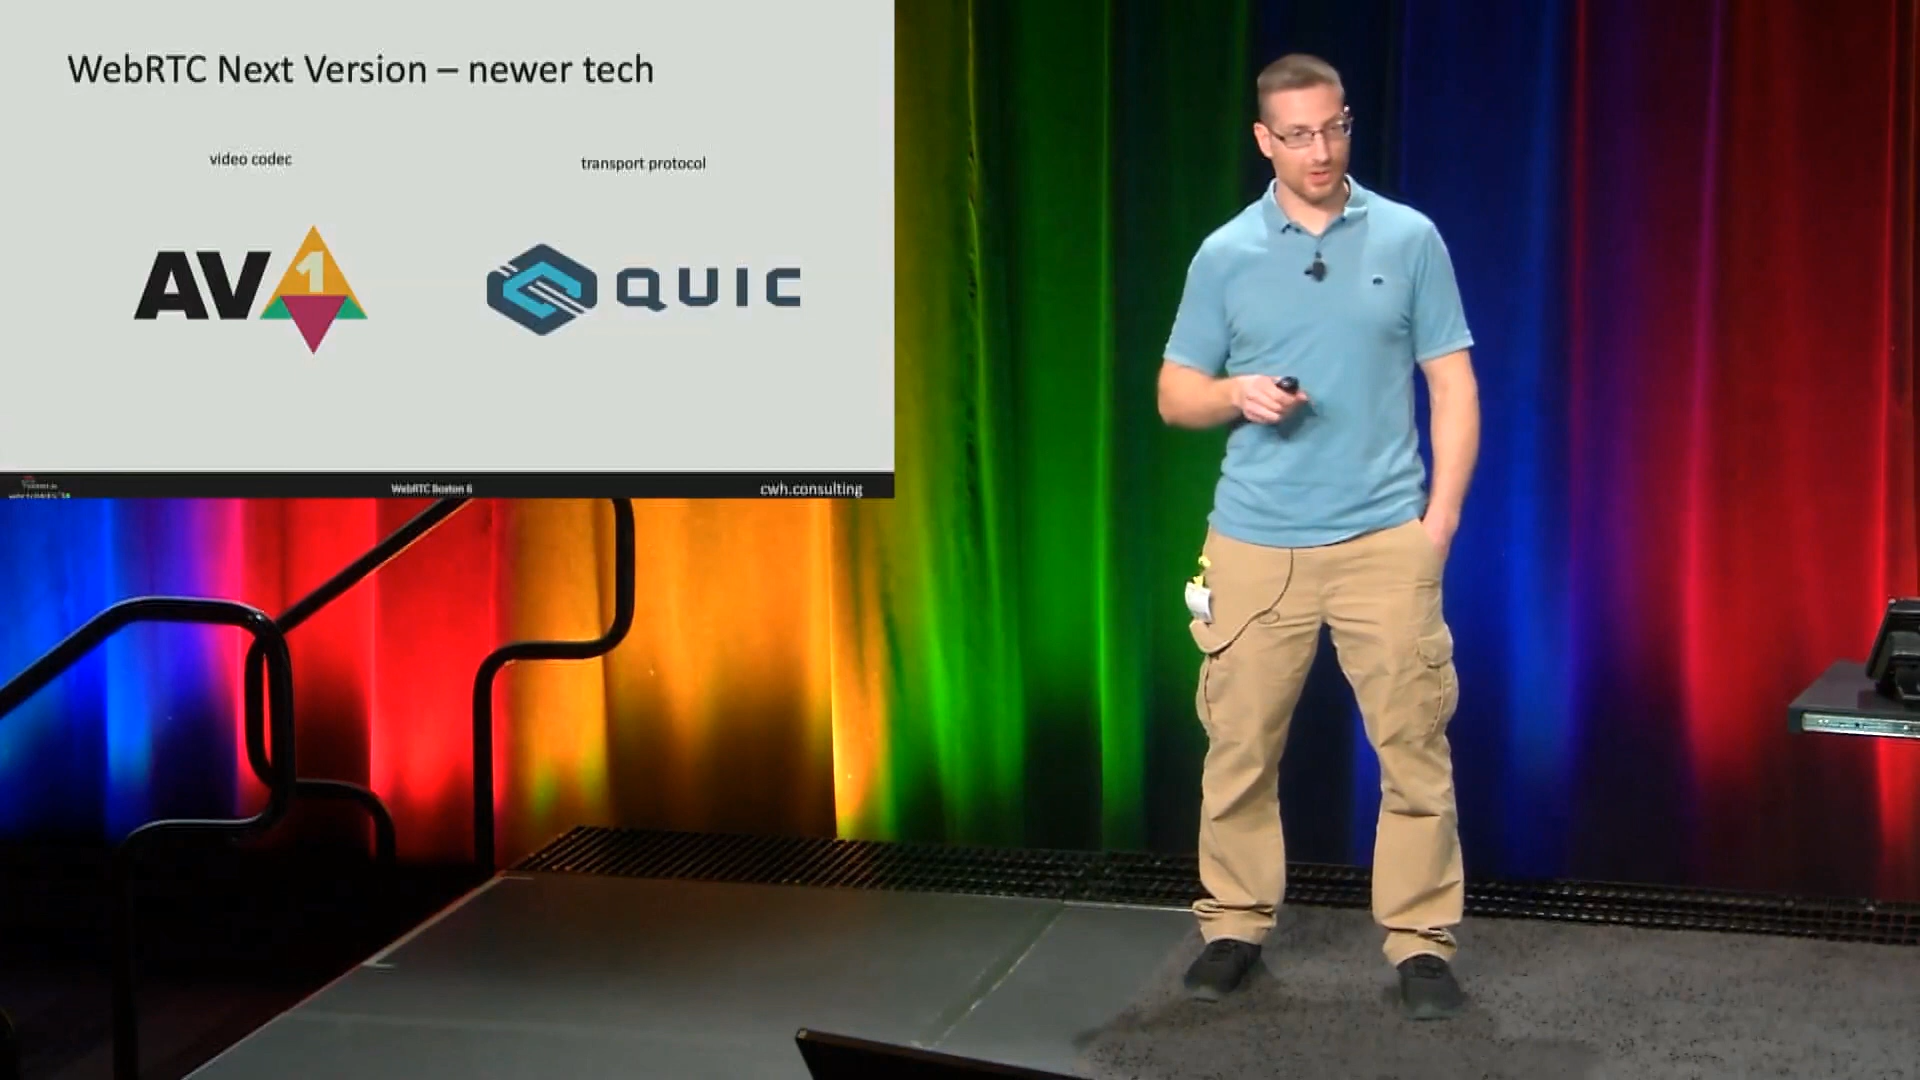 WebRTC Next Version – newer tech
video codec
transport protocol
AV1
QUIC
WebRTC Boston 6
cwh.consulting